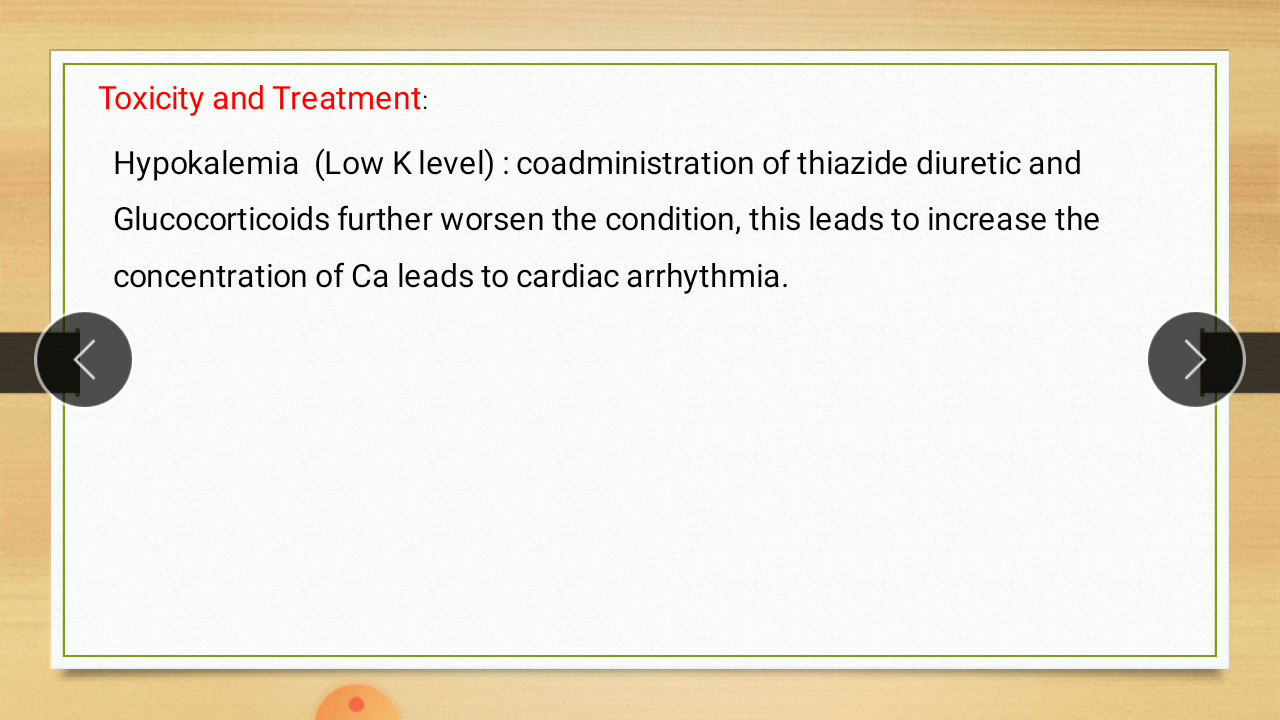 Toxicity and Treatment:
Hypokalemia  (Low K level) : coadministration of thiazide diuretic and
Glucocorticoids further worsen the condition, this leads to increase the
concentration of Ca leads to cardiac arrhythmia.